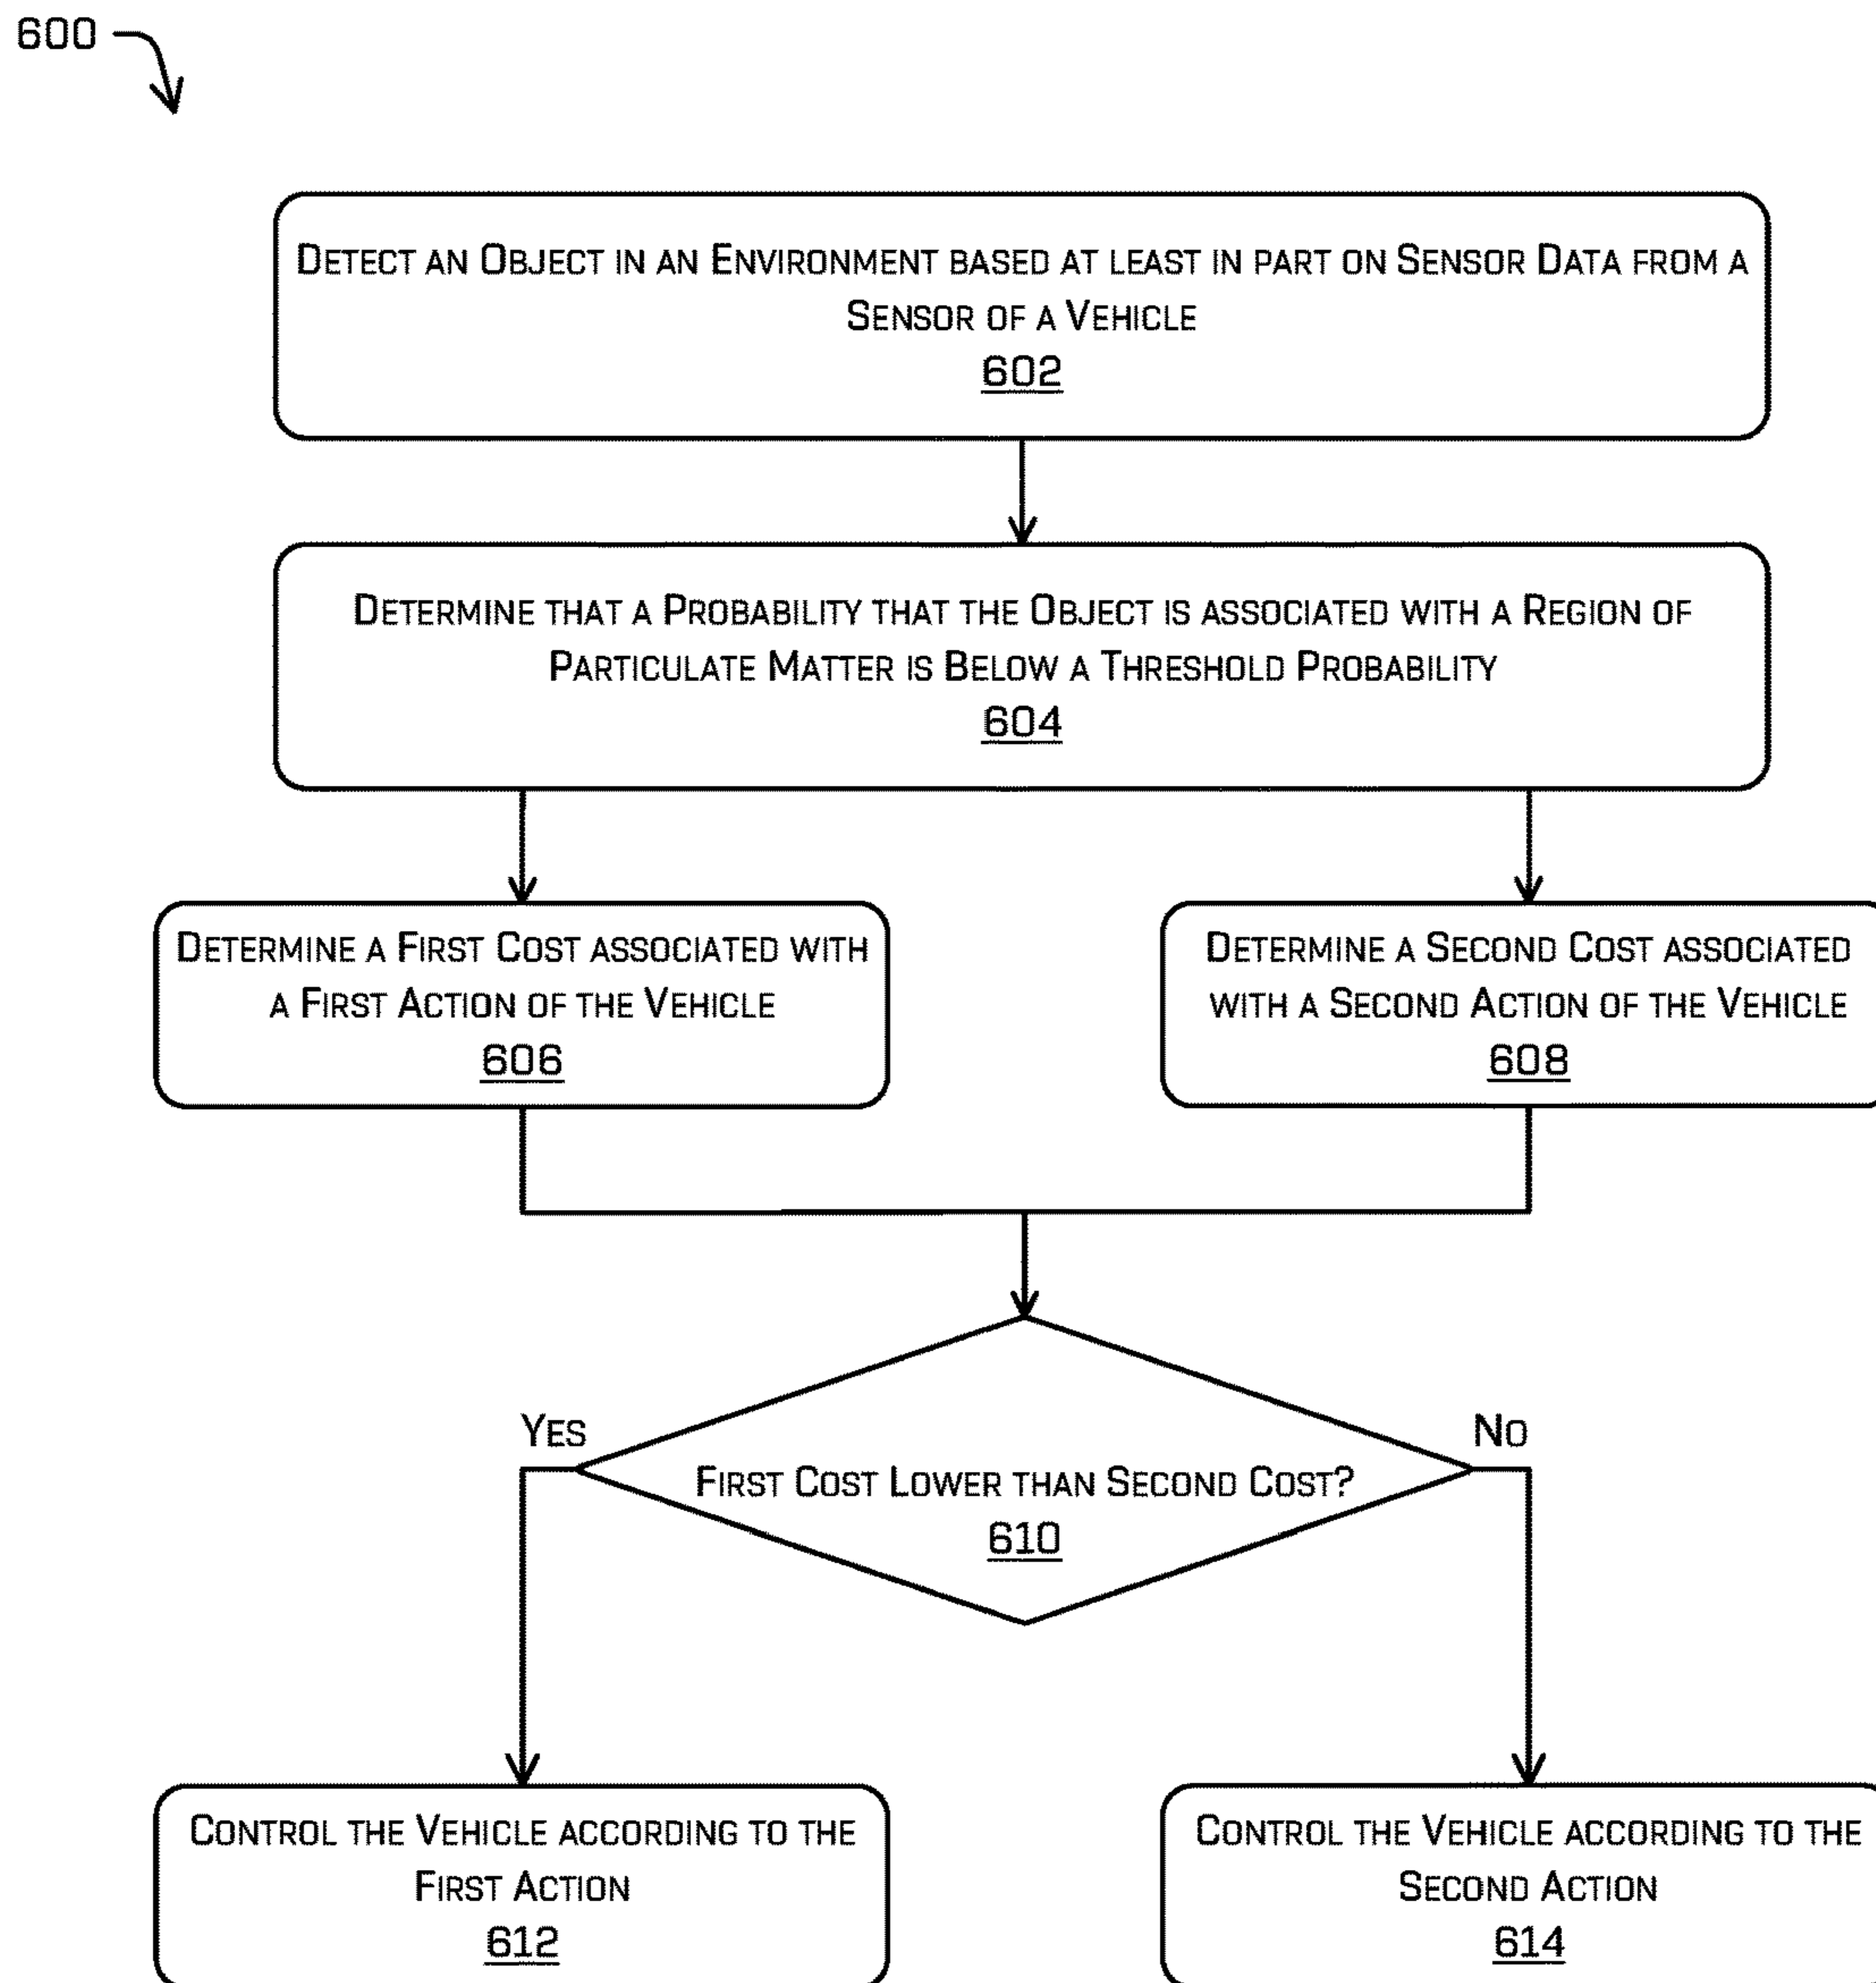 600
Detect an Object in an Environment based at least in part on Sensor Data from a
Sensor of a Vehicle
602
Determine that a Probability that the Object is associated with a Region of
Particulate Matter is Below a Threshold Probability
604
Determine a First Cost associated with
a First Action of the Vehicle
606
Determine a Second Cost associated
with a Second Action of the Vehicle
608
Yes
No
First Cost Lower than Second Cost?
610
Control the Vehicle according to the
First Action
612
Control the Vehicle according to the
Second Action
614